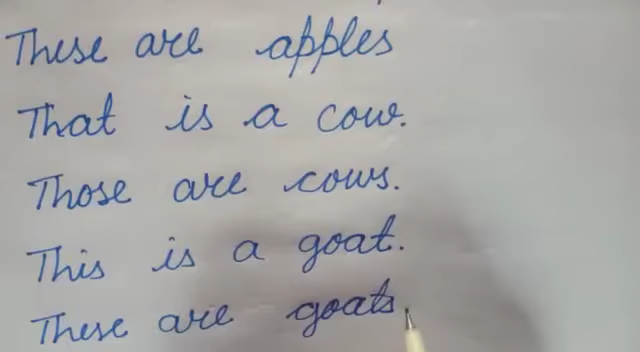 These are apples
That is a cow.
Those are cows.
This is a goat.
These are goats